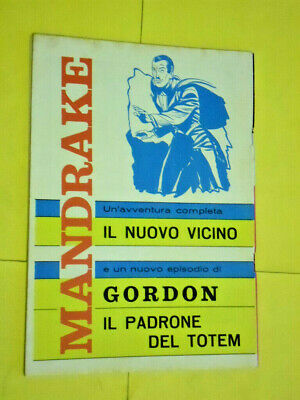 MANDRAKE
Un'avventura completa
IL NUOVO VICINO
e un nuovo episodio di
GORDON
IL PADRONE
DEL TOTEM